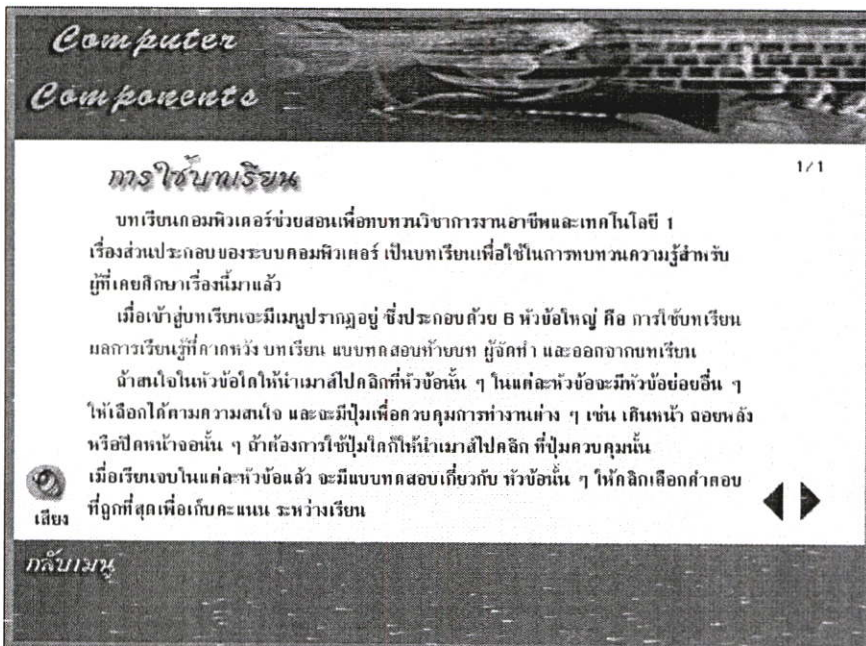 Computer
Components
การใช้บทเรียน
1/1
บทเรียนคอมพิวเตอร์ช่วยสอนเพื่อทบทวนวิชาการงานอาชีพและเทคโนโลยี 1
เรื่องส่วนประกอบของระบบคอมพิวเตอร์ เป็นบทเรียนเพื่อใช้ในการทบทวนความรู้สำหรับ
ผู้ที่เคยศึกษาเรื่องนี้มาแล้ว
เมื่อเข้าสู่บทเรียนจะมีเมนูปรากฏอยู่ ซึ่งประกอบด้วย 6 หัวข้อใหญ่ คือ การใช้บทเรียน
ผลการเรียนรู้ที่คาดหวัง บทเรียน แบบทดสอบท้ายบท ผู้จัดทำ และออกจากบทเรียน
ถ้าสนใจในหัวข้อใดให้นำเมาส์ไปคลิกที่หัวข้อนั้น ๆ ในแต่ละหัวข้อจะมีหัวข้อย่อยอื่น ๆ
ให้เลือกได้ตามความสนใจ และจะมีปุ่มเพื่อควบคุมการทำงานต่าง ๆ เช่น เดินหน้า ถอยหลัง
หรือปิดหน้าจอนั้น ๆ ถ้าต้องการใช้ปุ่มใดก็ให้นำเมาส์ไปคลิก ที่ปุ่มควบคุมนั้น
เมื่อเรียนจบในแต่ละหัวข้อแล้ว จะมีแบบทดสอบเกี่ยวกับ หัวข้อนั้น ๆ ให้คลิกเลือกคำตอบ
ที่ถูกที่สุดเพื่อเก็บคะแนน ระหว่างเรียน
เสียง
กลับเมนู